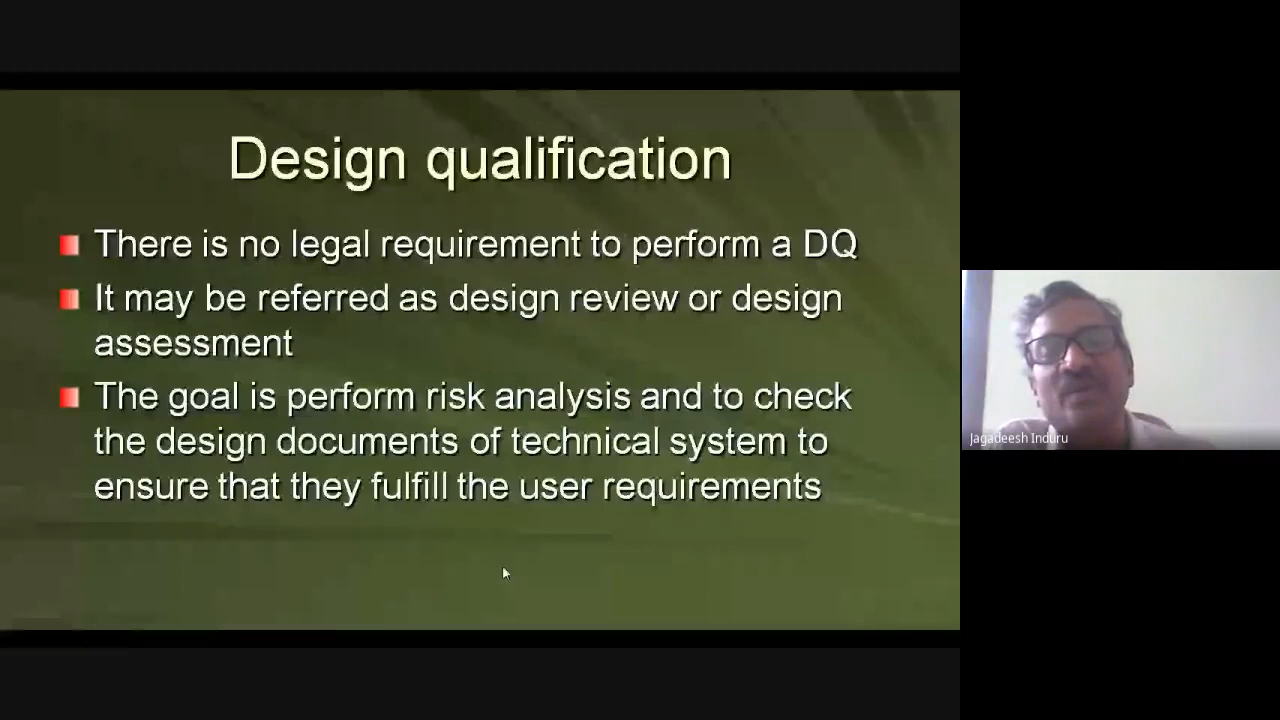 Design qualification
There is no legal requirement to perform a DQ
It may be referred as design review or design
assessment
The goal is perform risk analysis and to check
the design documents of technical system to
ensure that they fulfill the user requirements
Jagadeesh Induru